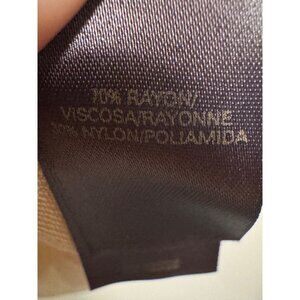 70% RAYON/
VISCOSA/RAYONNE
30% NYLON/POLIAMIDA